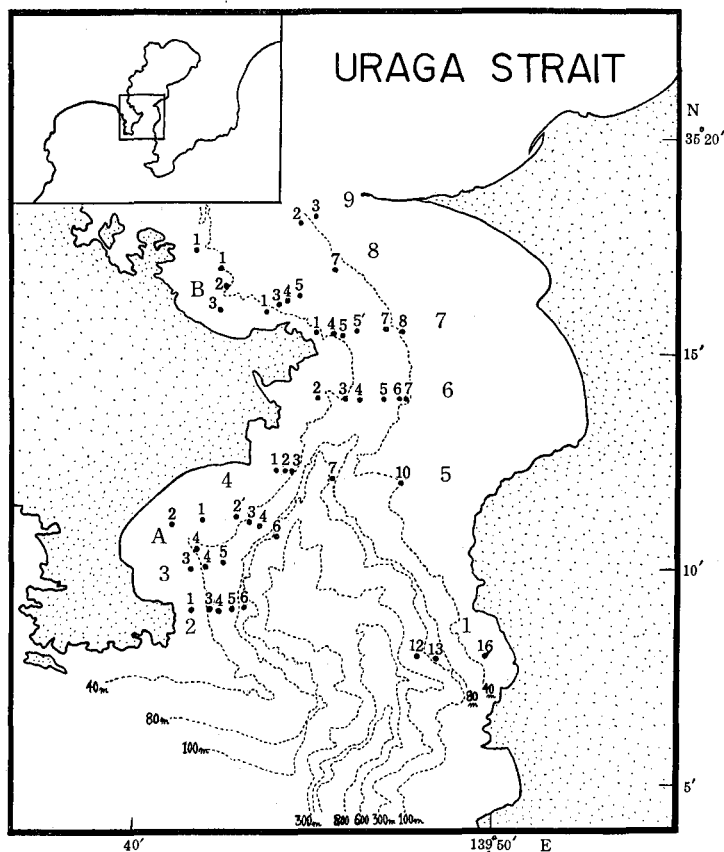 URAGA STRAIT
N
35°20′
2 3 9
1
8
1
7
2
B
3 1 3 4 5
1 4 5 5′ 7 8 7
15′
2 3 4 5 6 7 6
1 2 3 7 10 5
4
2 1 2′ 3 4 6
A
4
3 4 5
3
10′
1 3 4 5 6
2
1
12 13 16
40m
80m
40m
80m
100m
5′
300m 800 600 300m 100m
40′
139°50′ E